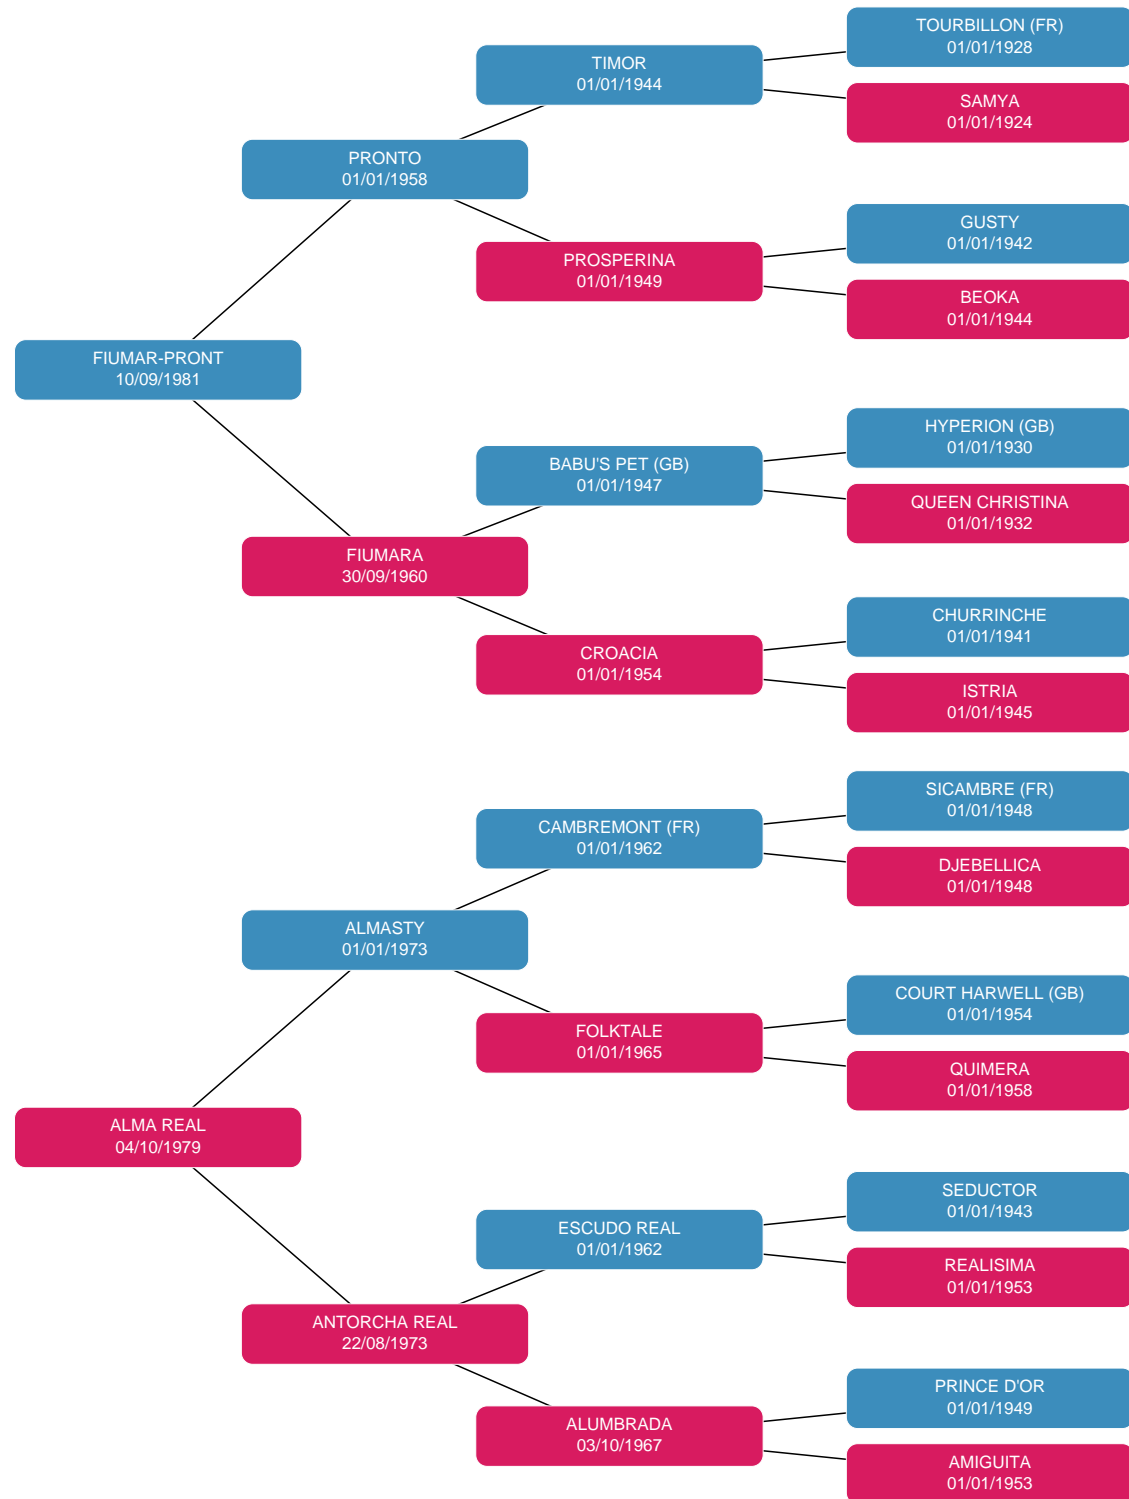 TOURBILLON (FR)
01/01/1928
TIMOR
01/01/1944
SAMYA
01/01/1924
PRONTO
01/01/1958
GUSTY
01/01/1942
PROSPERINA
01/01/1949
BEOKA
01/01/1944
FIUMAR-PRONT
10/09/1981
HYPERION (GB)
01/01/1930
BABU'S PET (GB)
01/01/1947
QUEEN CHRISTINA
01/01/1932
FIUMARA
30/09/1960
CHURRINCHE
01/01/1941
CROACIA
01/01/1954
ISTRIA
01/01/1945
SICAMBRE (FR)
01/01/1948
CAMBREMONT (FR)
01/01/1962
DJEBELLICA
01/01/1948
ALMASTY
01/01/1973
COURT HARWELL (GB)
01/01/1954
FOLKTALE
01/01/1965
QUIMERA
01/01/1958
ALMA REAL
04/10/1979
SEDUCTOR
01/01/1943
ESCUDO REAL
01/01/1962
REALISIMA
01/01/1953
ANTORCHA REAL
22/08/1973
PRINCE D'OR
01/01/1949
ALUMBRADA
03/10/1967
AMIGUITA
01/01/1953